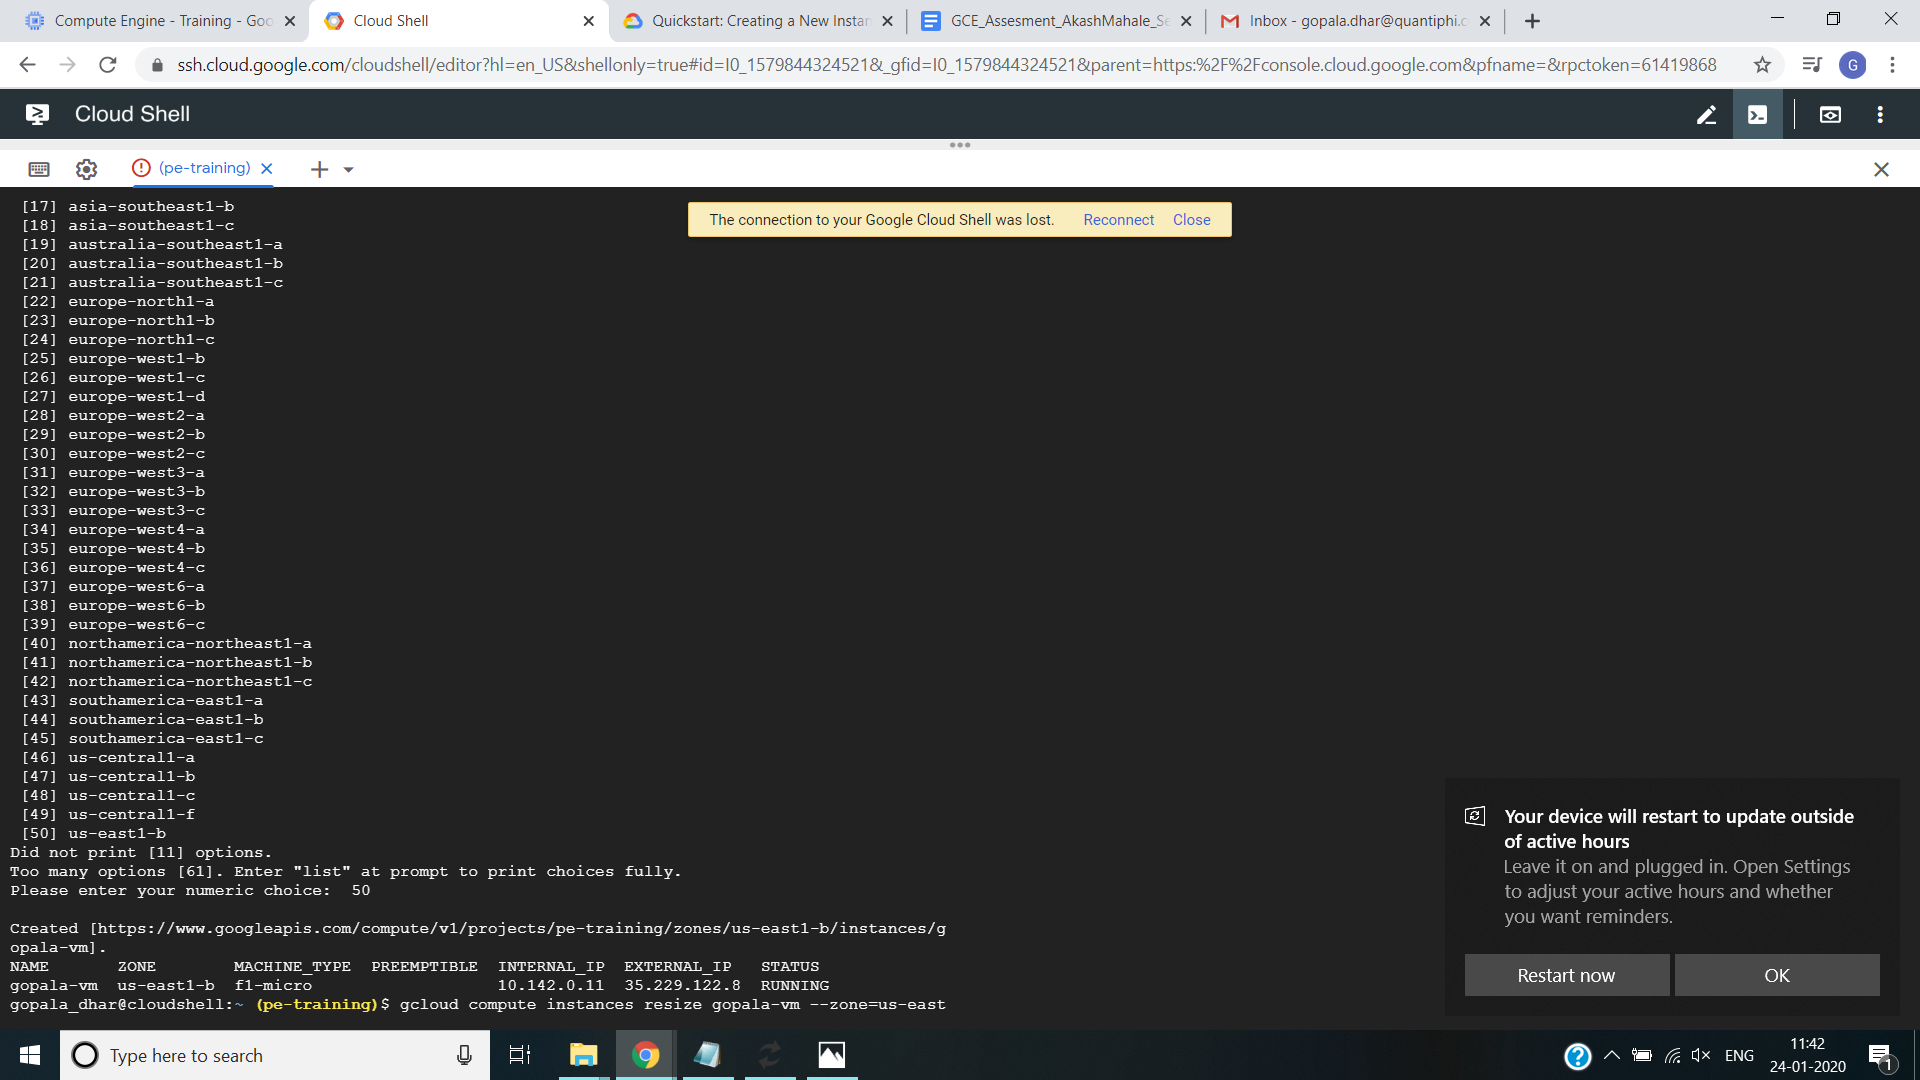 Compute Engine - Training - Goo
Cloud Shell
Quickstart: Creating a New Instan
GCE_Assesment_AkashMahale_Se
Inbox - gopala.dhar@quantiphi.c
ssh.cloud.google.com/cloudshell/editor?hl=en_US&shellonly=true#id=I0_1579844324521&_gfid=I0_1579844324521&parent=https:%2F%2Fconsole.cloud.google.com&pfname=&rpctoken=61419868
G
Cloud Shell
(pe-training)
The connection to your Google Cloud Shell was lost. Reconnect Close
[17] asia-southeast1-b
[18] asia-southeast1-c
[19] australia-southeast1-a
[20] australia-southeast1-b
[21] australia-southeast1-c
[22] europe-north1-a
[23] europe-north1-b
[24] europe-north1-c
[25] europe-west1-b
[26] europe-west1-c
[27] europe-west1-d
[28] europe-west2-a
[29] europe-west2-b
[30] europe-west2-c
[31] europe-west3-a
[32] europe-west3-b
[33] europe-west3-c
[34] europe-west4-a
[35] europe-west4-b
[36] europe-west4-c
[37] europe-west6-a
[38] europe-west6-b
[39] europe-west6-c
[40] northamerica-northeast1-a
[41] northamerica-northeast1-b
[42] northamerica-northeast1-c
[43] southamerica-east1-a
[44] southamerica-east1-b
[45] southamerica-east1-c
[46] us-central1-a
[47] us-central1-b
[48] us-central1-c
[49] us-central1-f
[50] us-east1-b
Did not print [11] options.
Too many options [61]. Enter "list" at prompt to print choices fully.
Please enter your numeric choice:  50
Created [https://www.googleapis.com/compute/v1/projects/pe-training/zones/us-east1-b/instances/g
opala-vm].
NAME ZONE MACHINE_TYPE PREEMPTIBLE INTERNAL_IP EXTERNAL_IP STATUS
gopala-vm us-east1-b f1-micro 10.142.0.11 35.229.122.8 RUNNING
gopala_dhar@cloudshell:~ (pe-training)$ gcloud compute instances resize gopala-vm --zone=us-east
Your device will restart to update outside
of active hours
Leave it on and plugged in. Open Settings
to adjust your active hours and whether
you want reminders.
Restart now
OK
Type here to search
ENG
11:42
24-01-2020
1